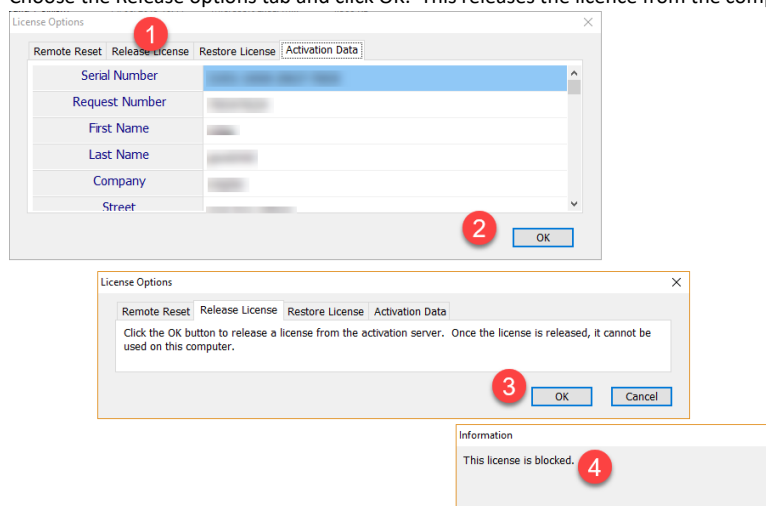 Choose the Release options tab and click OK. This releases the licence from the
License Options
1
Remote Reset Release License Restore License Activation Data
Serial Number
Request Number
First Name
Last Name
Company
Street
2
OK
License Options
Remote Reset Release License Restore License Activation Data
Click the OK button to release a license from the activation server. Once the license is released, it cannot be
used on this computer.
3
OK Cancel
Information
This license is blocked.
4